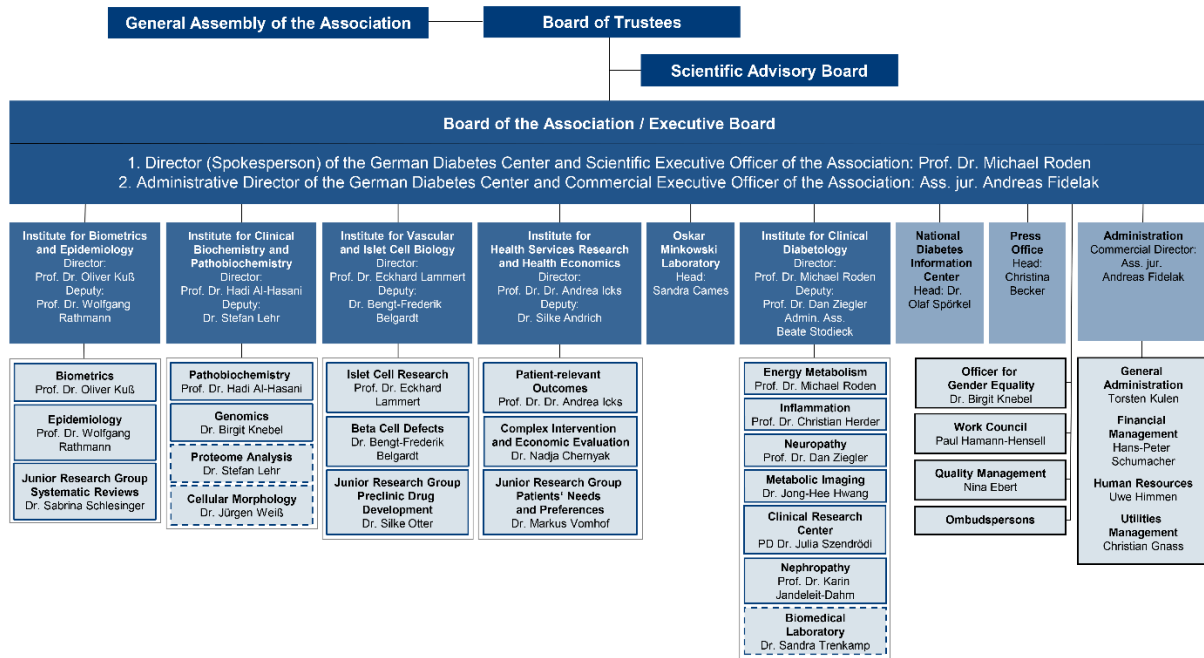 General Assembly of the Association
Board of Trustees
Scientific Advisory Board
Board of the Association / Executive Board
1. Director (Spokesperson) of the German Diabetes Center and Scientific Executive Officer of the Association: Prof. Dr. Michael Roden
2. Administrative Director of the German Diabetes Center and Commercial Executive Officer of the Association: Ass. jur. Andreas Fidelak
Institute for Biometrics
and Epidemiology
Director:
Prof. Dr. Oliver Kuß
Deputy:
Prof. Dr. Wolfgang
Rathmann
Institute for Clinical
Biochemistry and
Pathobiochemistry
Director:
Prof. Dr. Hadi Al-Hasani
Deputy:
Dr. Stefan Lehr
Institute for Vascular
and Islet Cell Biology
Director:
Prof. Dr. Eckhard Lammert
Deputy:
Dr. Bengt-Frederik
Belgardt
Institute for
Health Services Research
and Health Economics
Director:
Prof. Dr. Dr. Andrea Icks
Deputy:
Dr. Silke Andrich
Oskar
Minkowski
Laboratory
Head:
Sandra Cames
Institute for Clinical
Diabetology
Director:
Prof. Dr. Michael Roden
Deputy:
Prof. Dr. Dan Ziegler
Admin. Ass.
Beate Stodieck
National
Diabetes
Information
Center
Head: Dr.
Olaf Spörkel
Press
Office
Head:
Christina
Becker
Administration
Commercial Director:
Ass. jur.
Andreas Fidelak
Biometrics
Prof. Dr. Oliver Kuß
Epidemiology
Prof. Dr. Wolfgang
Rathmann
Junior Research Group
Systematic Reviews
Dr. Sabrina Schlesinger
Pathobiochemistry
Prof. Dr. Hadi Al-Hasani
Genomics
Dr. Birgit Knebel
Proteome Analysis
Dr. Stefan Lehr
Cellular Morphology
Dr. Jürgen Weiß
Islet Cell Research
Prof. Dr. Eckhard
Lammert
Beta Cell Defects
Dr. Bengt-Frederik
Belgardt
Junior Research Group
Preclinic Drug
Development
Dr. Silke Otter
Patient-relevant
Outcomes
Prof. Dr. Dr. Andrea Icks
Complex Intervention
and Economic Evaluation
Dr. Nadja Chernyak
Junior Research Group
Patients' Needs
and Preferences
Dr. Markus Vomhof
Energy Metabolism
Prof. Dr. Michael Roden
Inflammation
Prof. Dr. Christian Herder
Neuropathy
Prof. Dr. Dan Ziegler
Metabolic Imaging
Dr. Jong-Hee Hwang
Clinical Research
Center
PD Dr. Julia Szendrödi
Nephropathy
Prof. Dr. Karin
Jandeleit-Dahm
Biomedical
Laboratory
Dr. Sandra Trenkamp
Officer for
Gender Equality
Dr. Birgit Knebel
Work Council
Paul Hamann-Hensell
Quality Management
Nina Ebert
Ombudspersons
General
Administration
Torsten Kulen
Financial
Management
Hans-Peter
Schumacher
Human Resources
Uwe Himmen
Utilities
Management
Christian Gnass